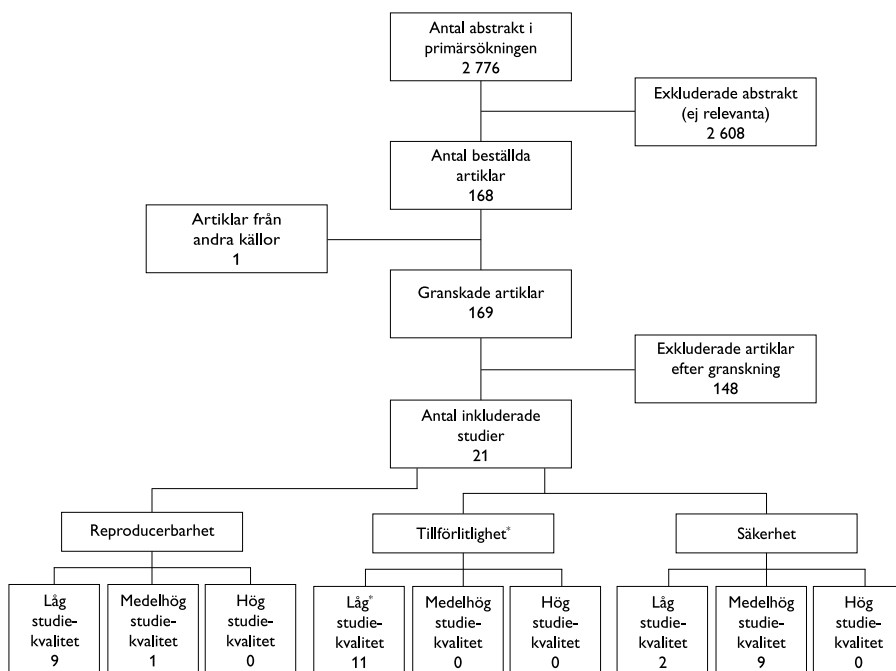 Antal abstrakt i
primärsökningen
2 776
Exkluderade abstrakt
(ej relevanta)
2 608
Antal beställda
artiklar
168
Artiklar från
andra källor
1
Granskade artiklar
169
Exkluderade artiklar
efter granskning
148
Antal inkluderade
studier
21
Reproducerbarhet
Tillförlitlighet*
Säkerhet
Låg
studie-
kvalitet
9
Medelhög
studie-
kvalitet
1
Hög
studie-
kvalitet
0
Låg*
studie-
kvalitet
11
Medelhög
studie-
kvalitet
0
Hög
studie-
kvalitet
0
Låg
studie-
kvalitet
2
Medelhög
studie-
kvalitet
9
Hög
studie-
kvalitet
0